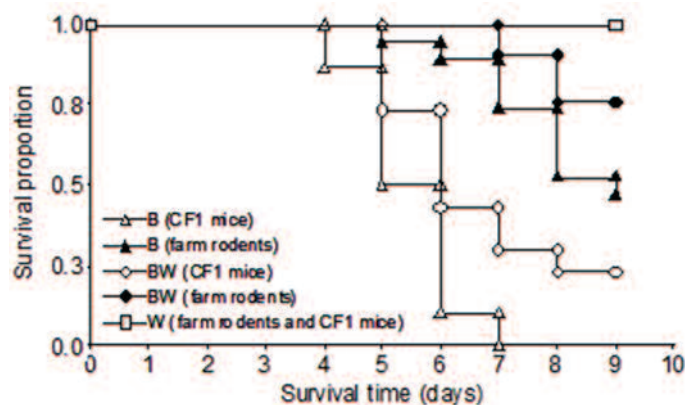 Survival proportion
1.0
0.8
0.5
0.3
0.0
B (CF1 mice)
B (farm rodents)
BW (CF1 mice)
BW (farm rodents)
W (farm rodents and CF1 mice)
0 1 2 3 4 5 6 7 8 9 10
Survival time (days)